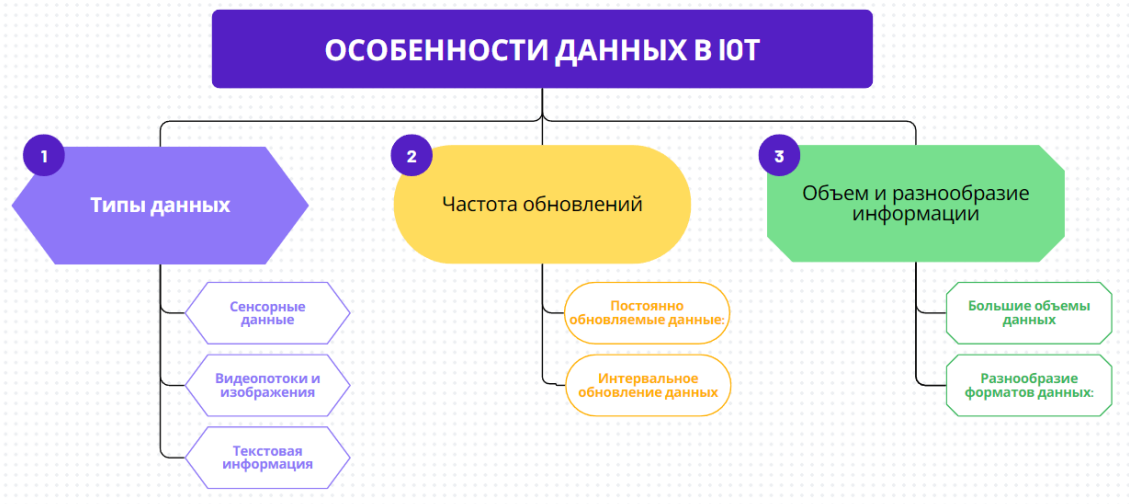 ОСОБЕННОСТИ ДАННЫХ В IOT
1
Типы данных
Сенсорные
данные
Видеопотоки и
изображения
Текстовая
информация
2
Частота обновлений
Постоянно
обновляемые данные:
Интервальное
обновление данных
3
Объем и разнообразие
информации
Большие объемы
данных
Разнообразие
форматов данных: